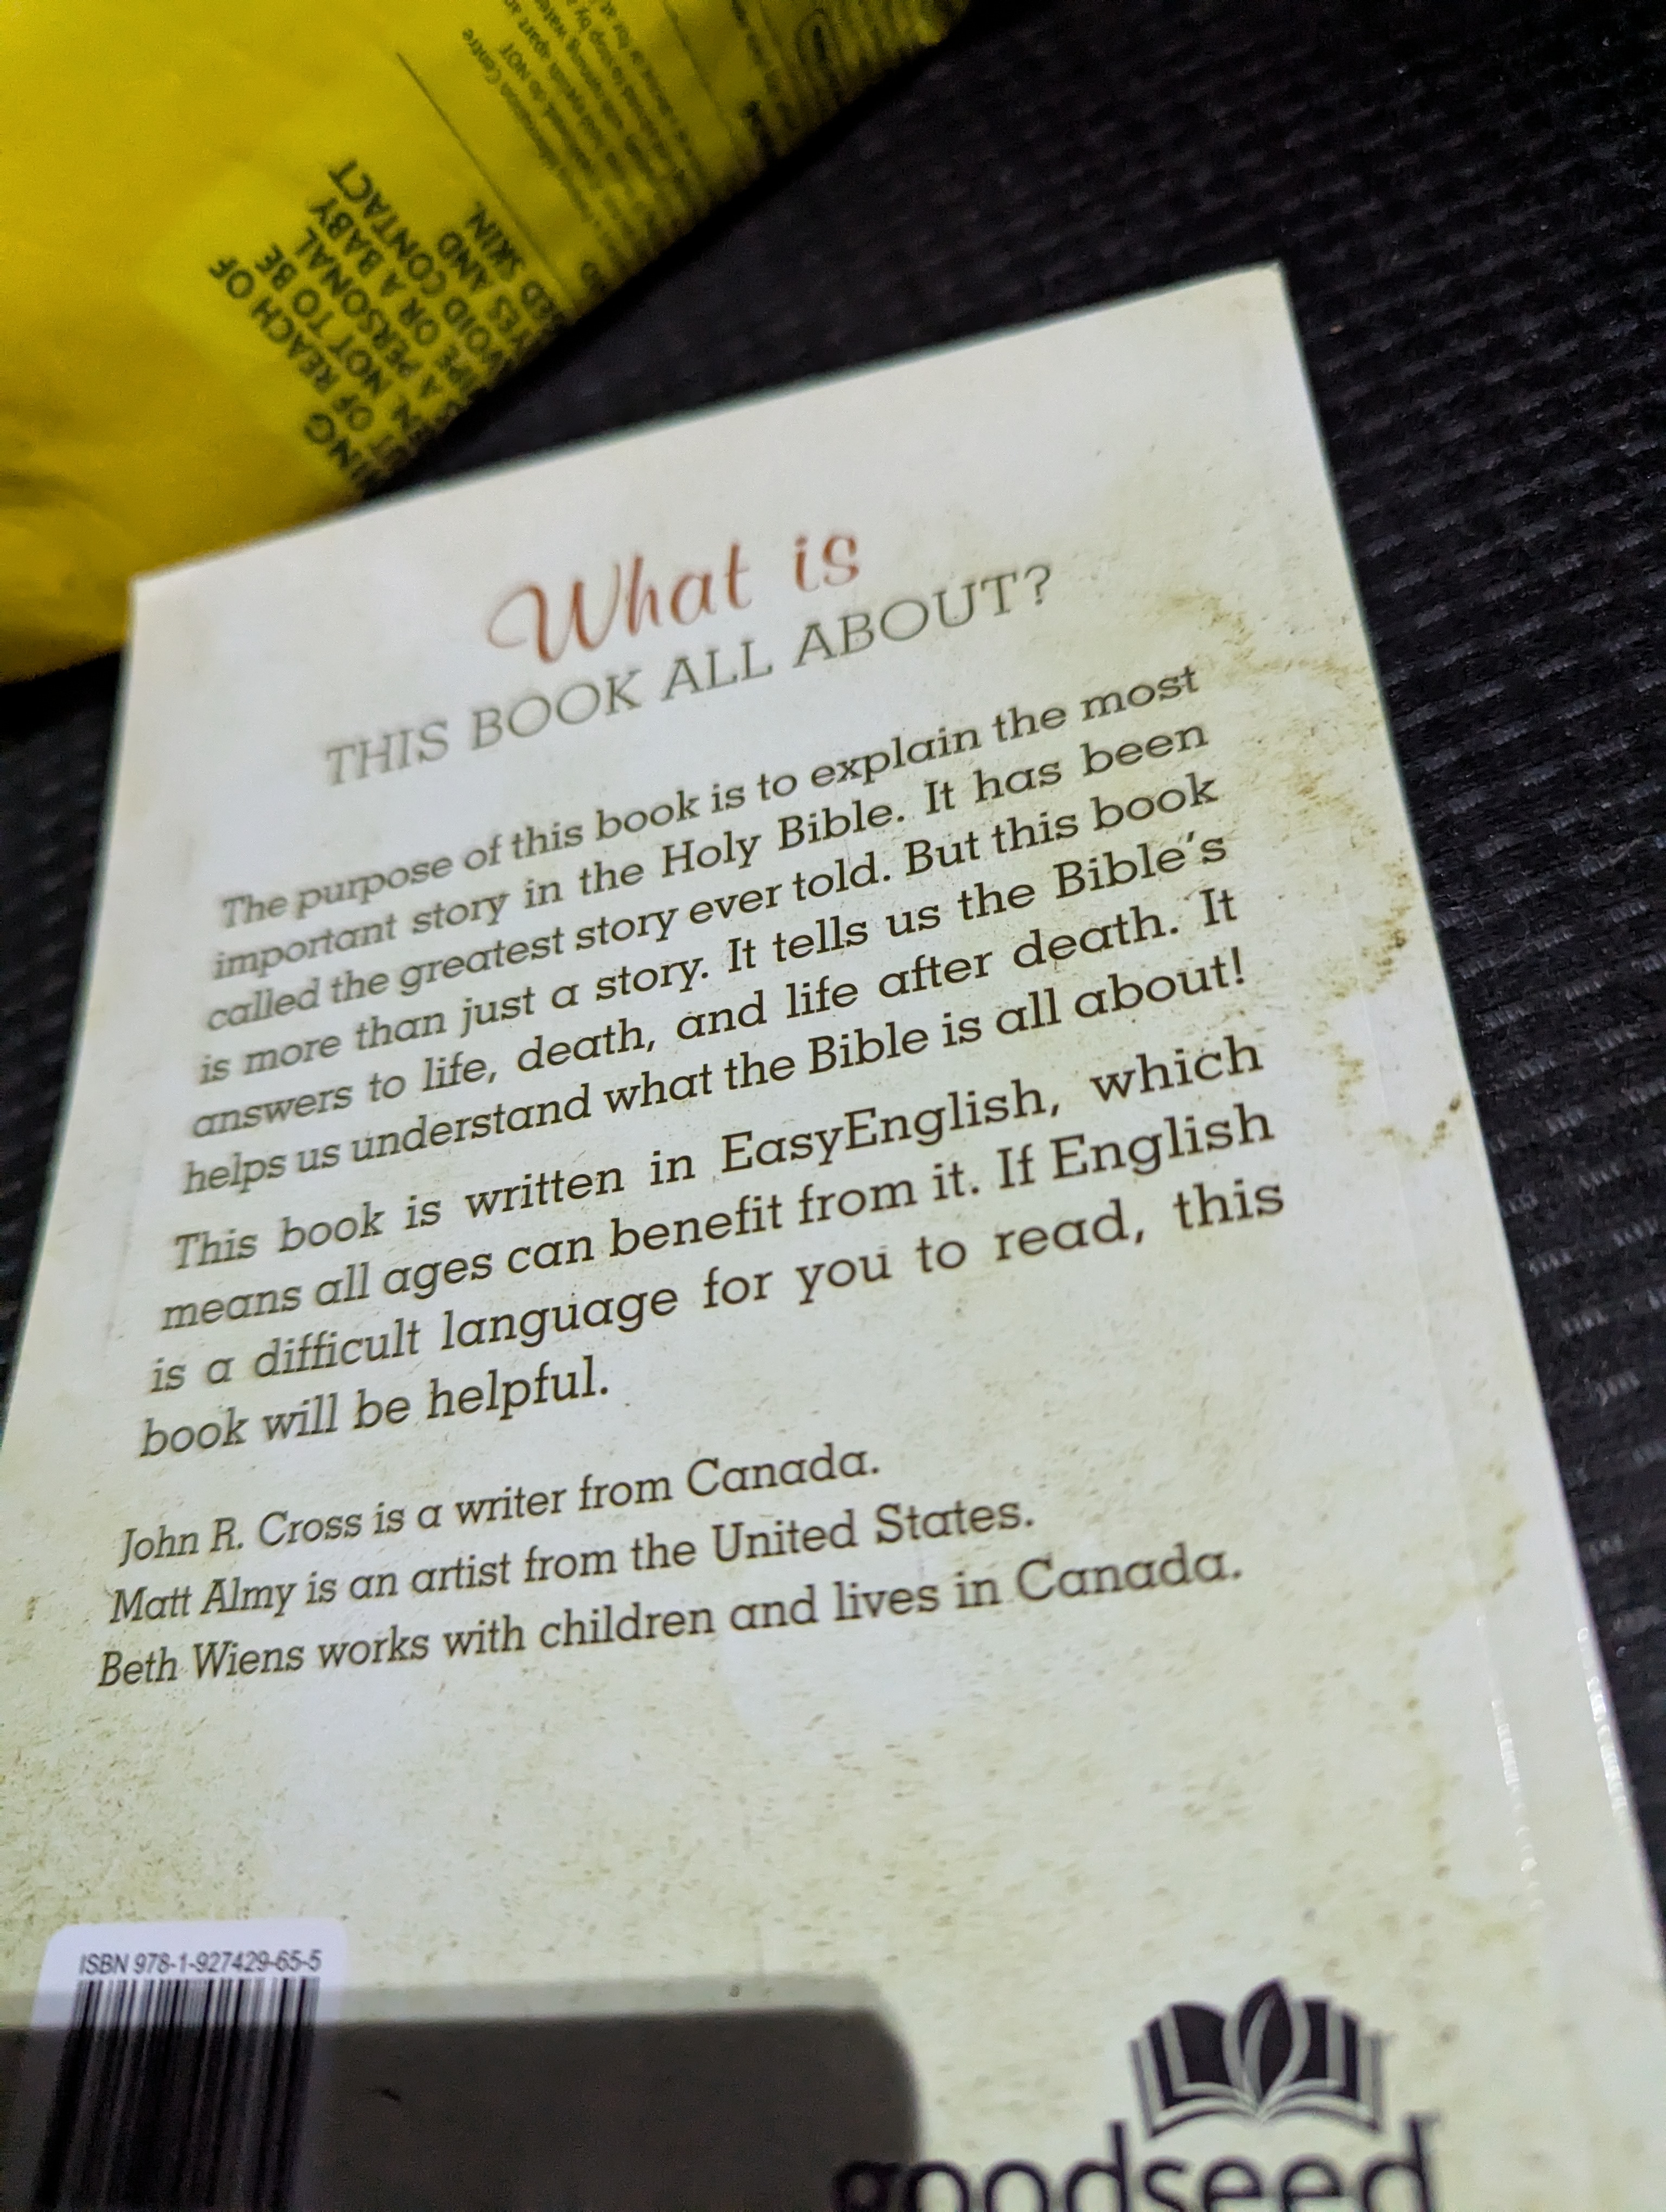 REACH OF
NOT TO BE
A PERSONAL
OR A BABY
CONTACT
AND
SKIN.
What is
THIS BOOK ALL ABOUT?
The purpose of this book is to explain the most
important story in the Holy Bible. It has been
called the greatest story ever told. But this book
is more than just a story. It tells us the Bible's
answers to life, death, and life after death. It
helps us understand what the Bible is all about!
This book is written in EasyEnglish, which
means all ages can benefit from it. If English
is a difficult language for you to read, this
book will be helpful.
John R. Cross is a writer from Canada.
Matt Almy is an artist from the United States.
Beth Wiens works with children and lives in Canada.
ISBN 978-1-927429-65-5
goodseed